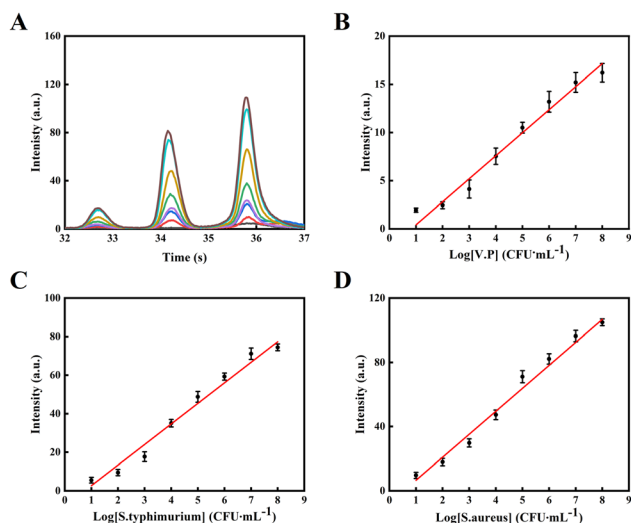 A
160
120
80
40
0
32 33 34 35 36 37
Intenisity (a.u.)
Time (s)
B
20
15
10
5
0
0 1 2 3 4 5 6 7 8 9
Intensity (a.u.)
Log[V.P] (CFU·mL⁻¹)
C
100
80
60
40
20
0
0 1 2 3 4 5 6 7 8 9
Intensity (a.u.)
Log[S.typhimurium] (CFU·mL⁻¹)
D
120
80
40
0
0 1 2 3 4 5 6 7 8 9
Intensity (a.u.)
Log[S.aureus] (CFU·mL⁻¹)